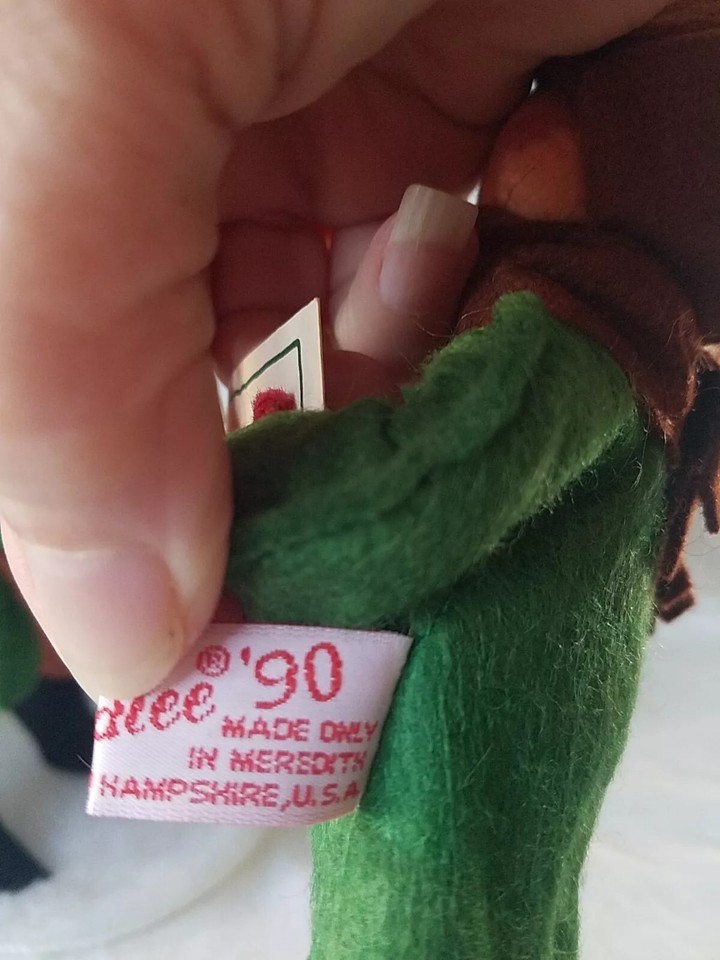 alee® '90
MADE ONLY
IN MEREDITH
HAMPSHIRE, U.S.A